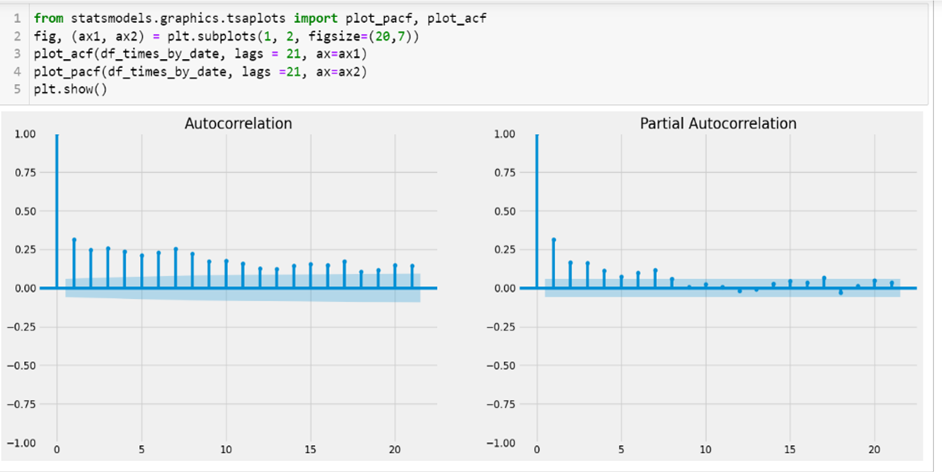 1 from statsmodels.graphics.tsaplots import plot_pacf, plot_acf
2 fig, (ax1, ax2) = plt.subplots(1, 2, figsize=(20,7))
3 plot_acf(df_times_by_date, lags = 21, ax=ax1)
4 plot_pacf(df_times_by_date, lags =21, ax=ax2)
5 plt.show()
Autocorrelation
1.00
0.75
0.50
0.25
0.00
−0.25
−0.50
−0.75
−1.00
0 5 10 15 20
Partial Autocorrelation
1.00
0.75
0.50
0.25
0.00
−0.25
−0.50
−0.75
−1.00
0 5 10 15 20